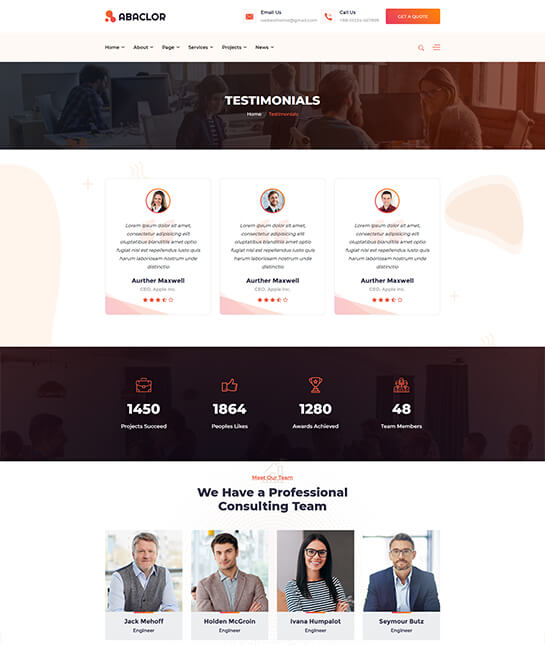 ABACLOR
Email Us
Call Us
GET A QUOTE
Home
About
Page
Services
Projects
News
TESTIMONIALS
Home / Testimonials
Lorem ipsum dolor sit amet,
consectetur adipisicing elit
oluptatibus blanditiis amet optio
fugiat est nisi repellendus iusto quis
harum laboriosam nostrum unde
distinctio
Aurther Maxwell
CEO, Apple Inc.
Lorem ipsum dolor sit amet,
consectetur adipisicing elit
oluptatibus blanditiis amet optio
fugiat est nisi repellendus iusto quis
harum laboriosam nostrum unde
distinctio
Aurther Maxwell
CEO, Apple Inc.
Lorem ipsum dolor sit amet,
consectetur adipisicing elit
oluptatibus blanditiis amet optio
fugiat est nisi repellendus iusto quis
harum laboriosam nostrum unde
distinctio
Aurther Maxwell
CEO, Apple Inc.
1450
Projects Succeed
1864
Peoples Likes
1280
Awards Achieved
48
Team Members
Meet Our Team
We Have a Professional
Consulting Team
Jack Mehoff
Engineer
Holden McGroin
Engineer
Ivana Humpalot
Engineer
Seymour Butz
Engineer